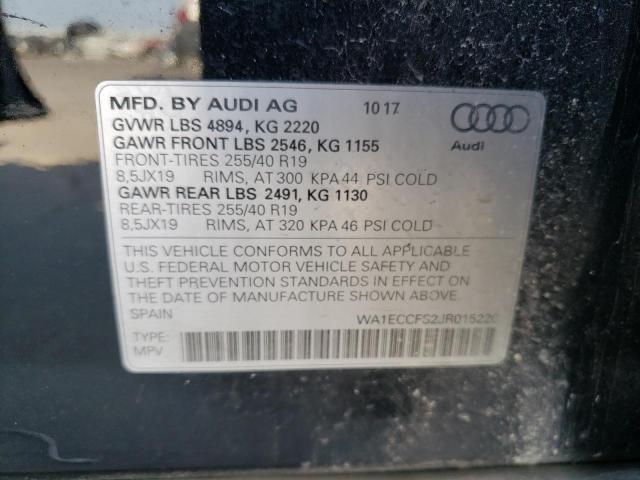 MFD. BY AUDI AG 10 17
GVWR LBS 4894, KG 2220
GAWR FRONT LBS 2546, KG 1155
FRONT-TIRES 255/40 R19
8,5JX19 RIMS, AT 300 KPA 44 PSI COLD
GAWR REAR LBS 2491, KG 1130
REAR-TIRES 255/40 R19
8,5JX19 RIMS, AT 320 KPA 46 PSI COLD
Audi
THIS VEHICLE CONFORMS TO ALL APPLICABLE
U.S. FEDERAL MOTOR VEHICLE SAFETY AND
THEFT PREVENTION STANDARDS IN EFFECT ON
THE DATE OF MANUFACTURE SHOWN ABOVE.
SPAIN
TYPE:
MPV